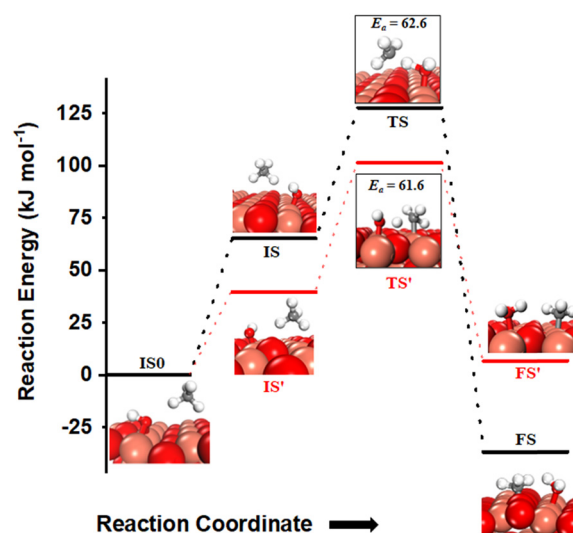 Eₐ = 62.6
TS
Eₐ = 61.6
TS'
IS
IS'
IS0
FS'
FS
125
100
75
50
25
0
-25
Reaction Energy (kJ mol⁻¹)
Reaction Coordinate